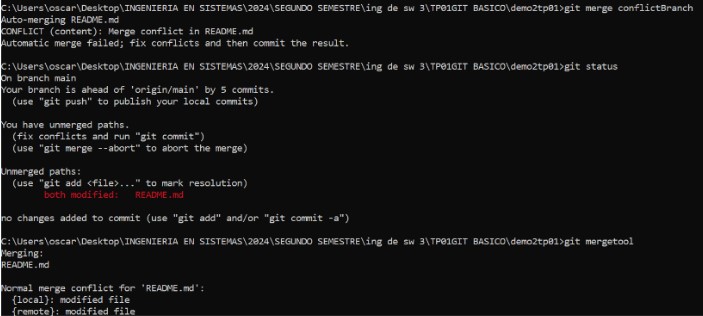 C:\Users\oscar\Desktop\INGENIERIA EN SISTEMAS\2024\SEGUNDO SEMESTRE\ing de sw 3\TP01GIT BASICO\demo2tp01>git merge conflictBranch
Auto-merging README.md
CONFLICT (content): Merge conflict in README.md
Automatic merge failed; fix conflicts and then commit the result.
C:\Users\oscar\Desktop\INGENIERIA EN SISTEMAS\2024\SEGUNDO SEMESTRE\ing de sw 3\TP01GIT BASICO\demo2tp01>git status
On branch main
Your branch is ahead of 'origin/main' by 5 commits.
  (use "git push" to publish your local commits)
You have unmerged paths.
  (fix conflicts and run "git commit")
  (use "git merge --abort" to abort the merge)
Unmerged paths:
  (use "git add <file>..." to mark resolution)
        both modified:   README.md
no changes added to commit (use "git add" and/or "git commit -a")
C:\Users\oscar\Desktop\INGENIERIA EN SISTEMAS\2024\SEGUNDO SEMESTRE\ing de sw 3\TP01GIT BASICO\demo2tp01>git mergetool
Merging:
README.md
Normal merge conflict for 'README.md':
  {local}: modified file
  {remote}: modified file